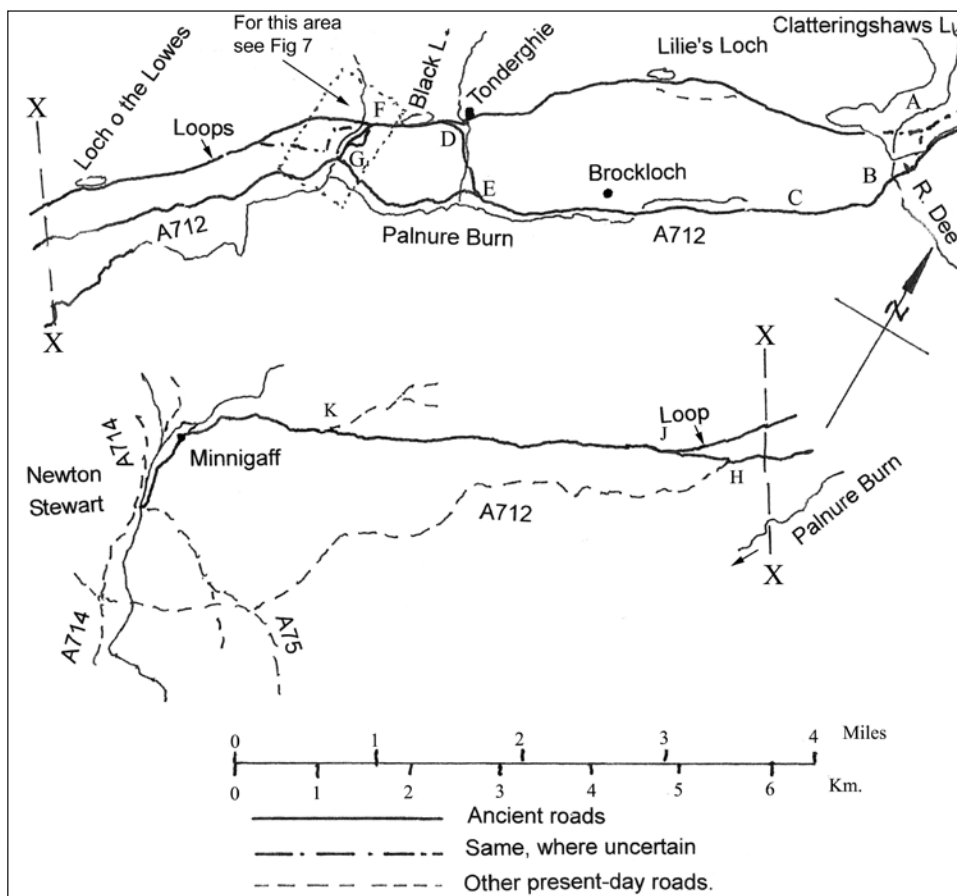 For this area
see Fig 7
Clatteringshaws L.
Lilie's Loch
Tonderghie
Black L.
Loch o the Lowes
X
Loops
F
A
D
G
E
Brockloch
B
C
R. Dee
A712
Palnure Burn
A712
X
N
X
A714
K
J
Loop
Minnigaff
H
Newton
Stewart
A712
Palnure Burn
X
A714
A75
0 1 2 3 4 Miles
0 1 2 3 4 5 6 Km.
Ancient roads
Same, where uncertain
Other present-day roads.